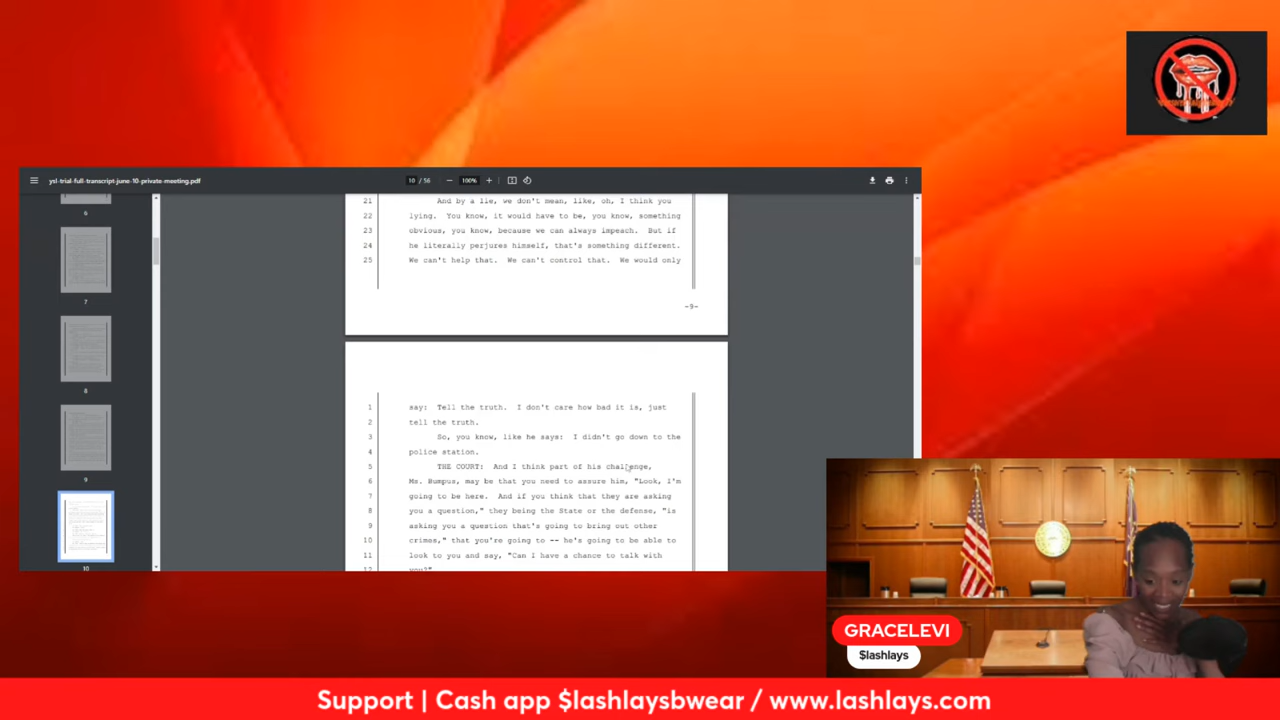 ysl-trial-full-transcript-june-10-private-meeting.pdf
10 / 56
100%
6
7
8
9
10
21 And by a lie, we don't mean, like, oh, I think you
22 lying. You know, it would have to be, you know, something
23 obvious, you know, because we can always impeach. But if
24 he literally perjures himself, that's something different.
25 We can't help that. We can't control that. We would only
-9-
1 say: Tell the truth. I don't care how bad it is, just
2 tell the truth.
3 So, you know, like he says: I didn't go down to the
4 police station.
5 THE COURT: And I think part of his challenge,
6 Ms. Bumpus, may be that you need to assure him, "Look, I'm
7 going to be here. And if you think that they are asking
8 you a question," they being the State or the defense, "is
9 asking you a question that's going to bring out other
10 crimes," that you're going to -- he's going to be able to
11 look to you and say, "Can I have a chance to talk with
12 you?"
GRACELEVI
$lashlays
Support | Cash app $lashlaysbwear / www.lashlays.com